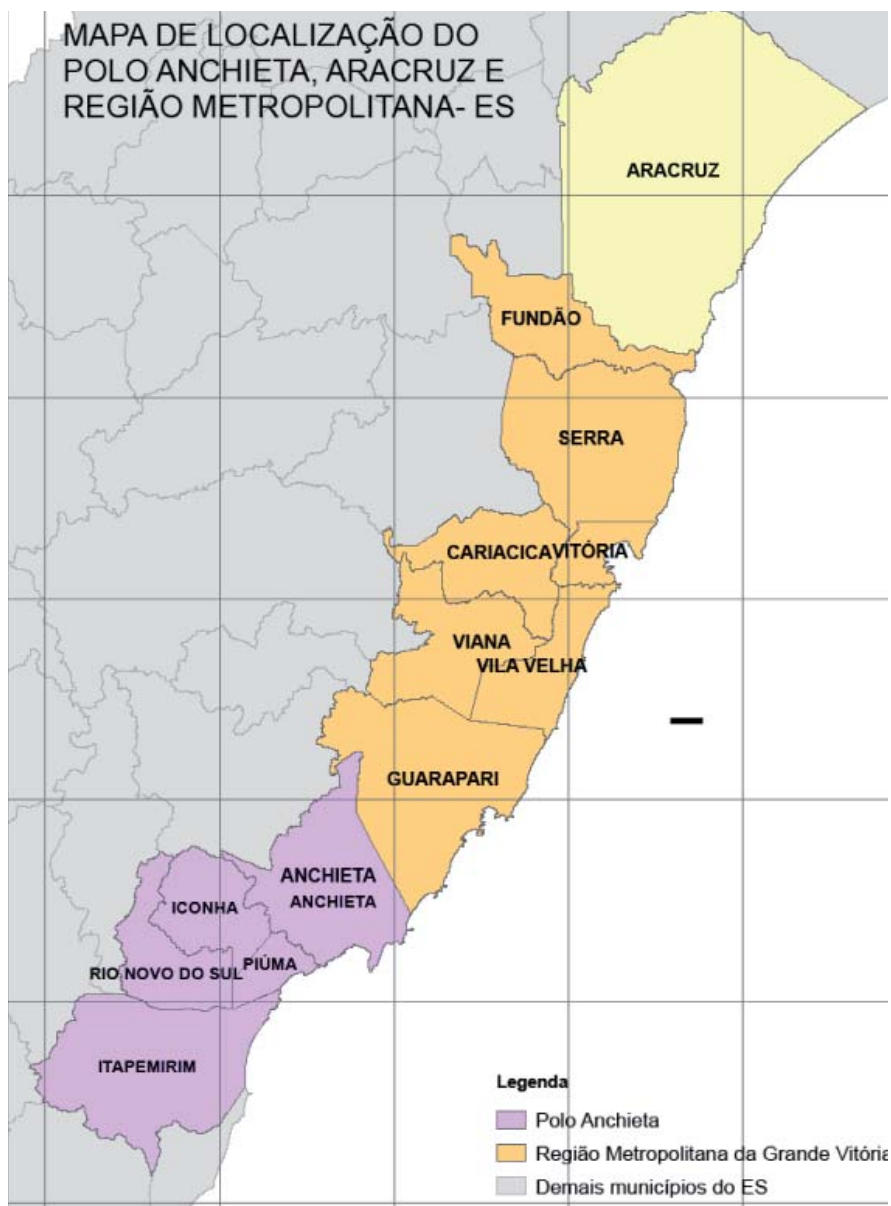 MAPA DE LOCALIZAÇÃO DO
POLO ANCHIETA, ARACRUZ E
REGIÃO METROPOLITANA- ES
ARACRUZ
FUNDÃO
SERRA
CARIACICA
VITÓRIA
VIANA
VILA VELHA
GUARAPARI
ANCHIETA
ANCHIETA
ICONHA
PIÚMA
RIO NOVO DO SUL
ITAPEMIRIM
Legenda
Polo Anchieta
Região Metropolitana da Grande Vitória
Demais municípios do ES